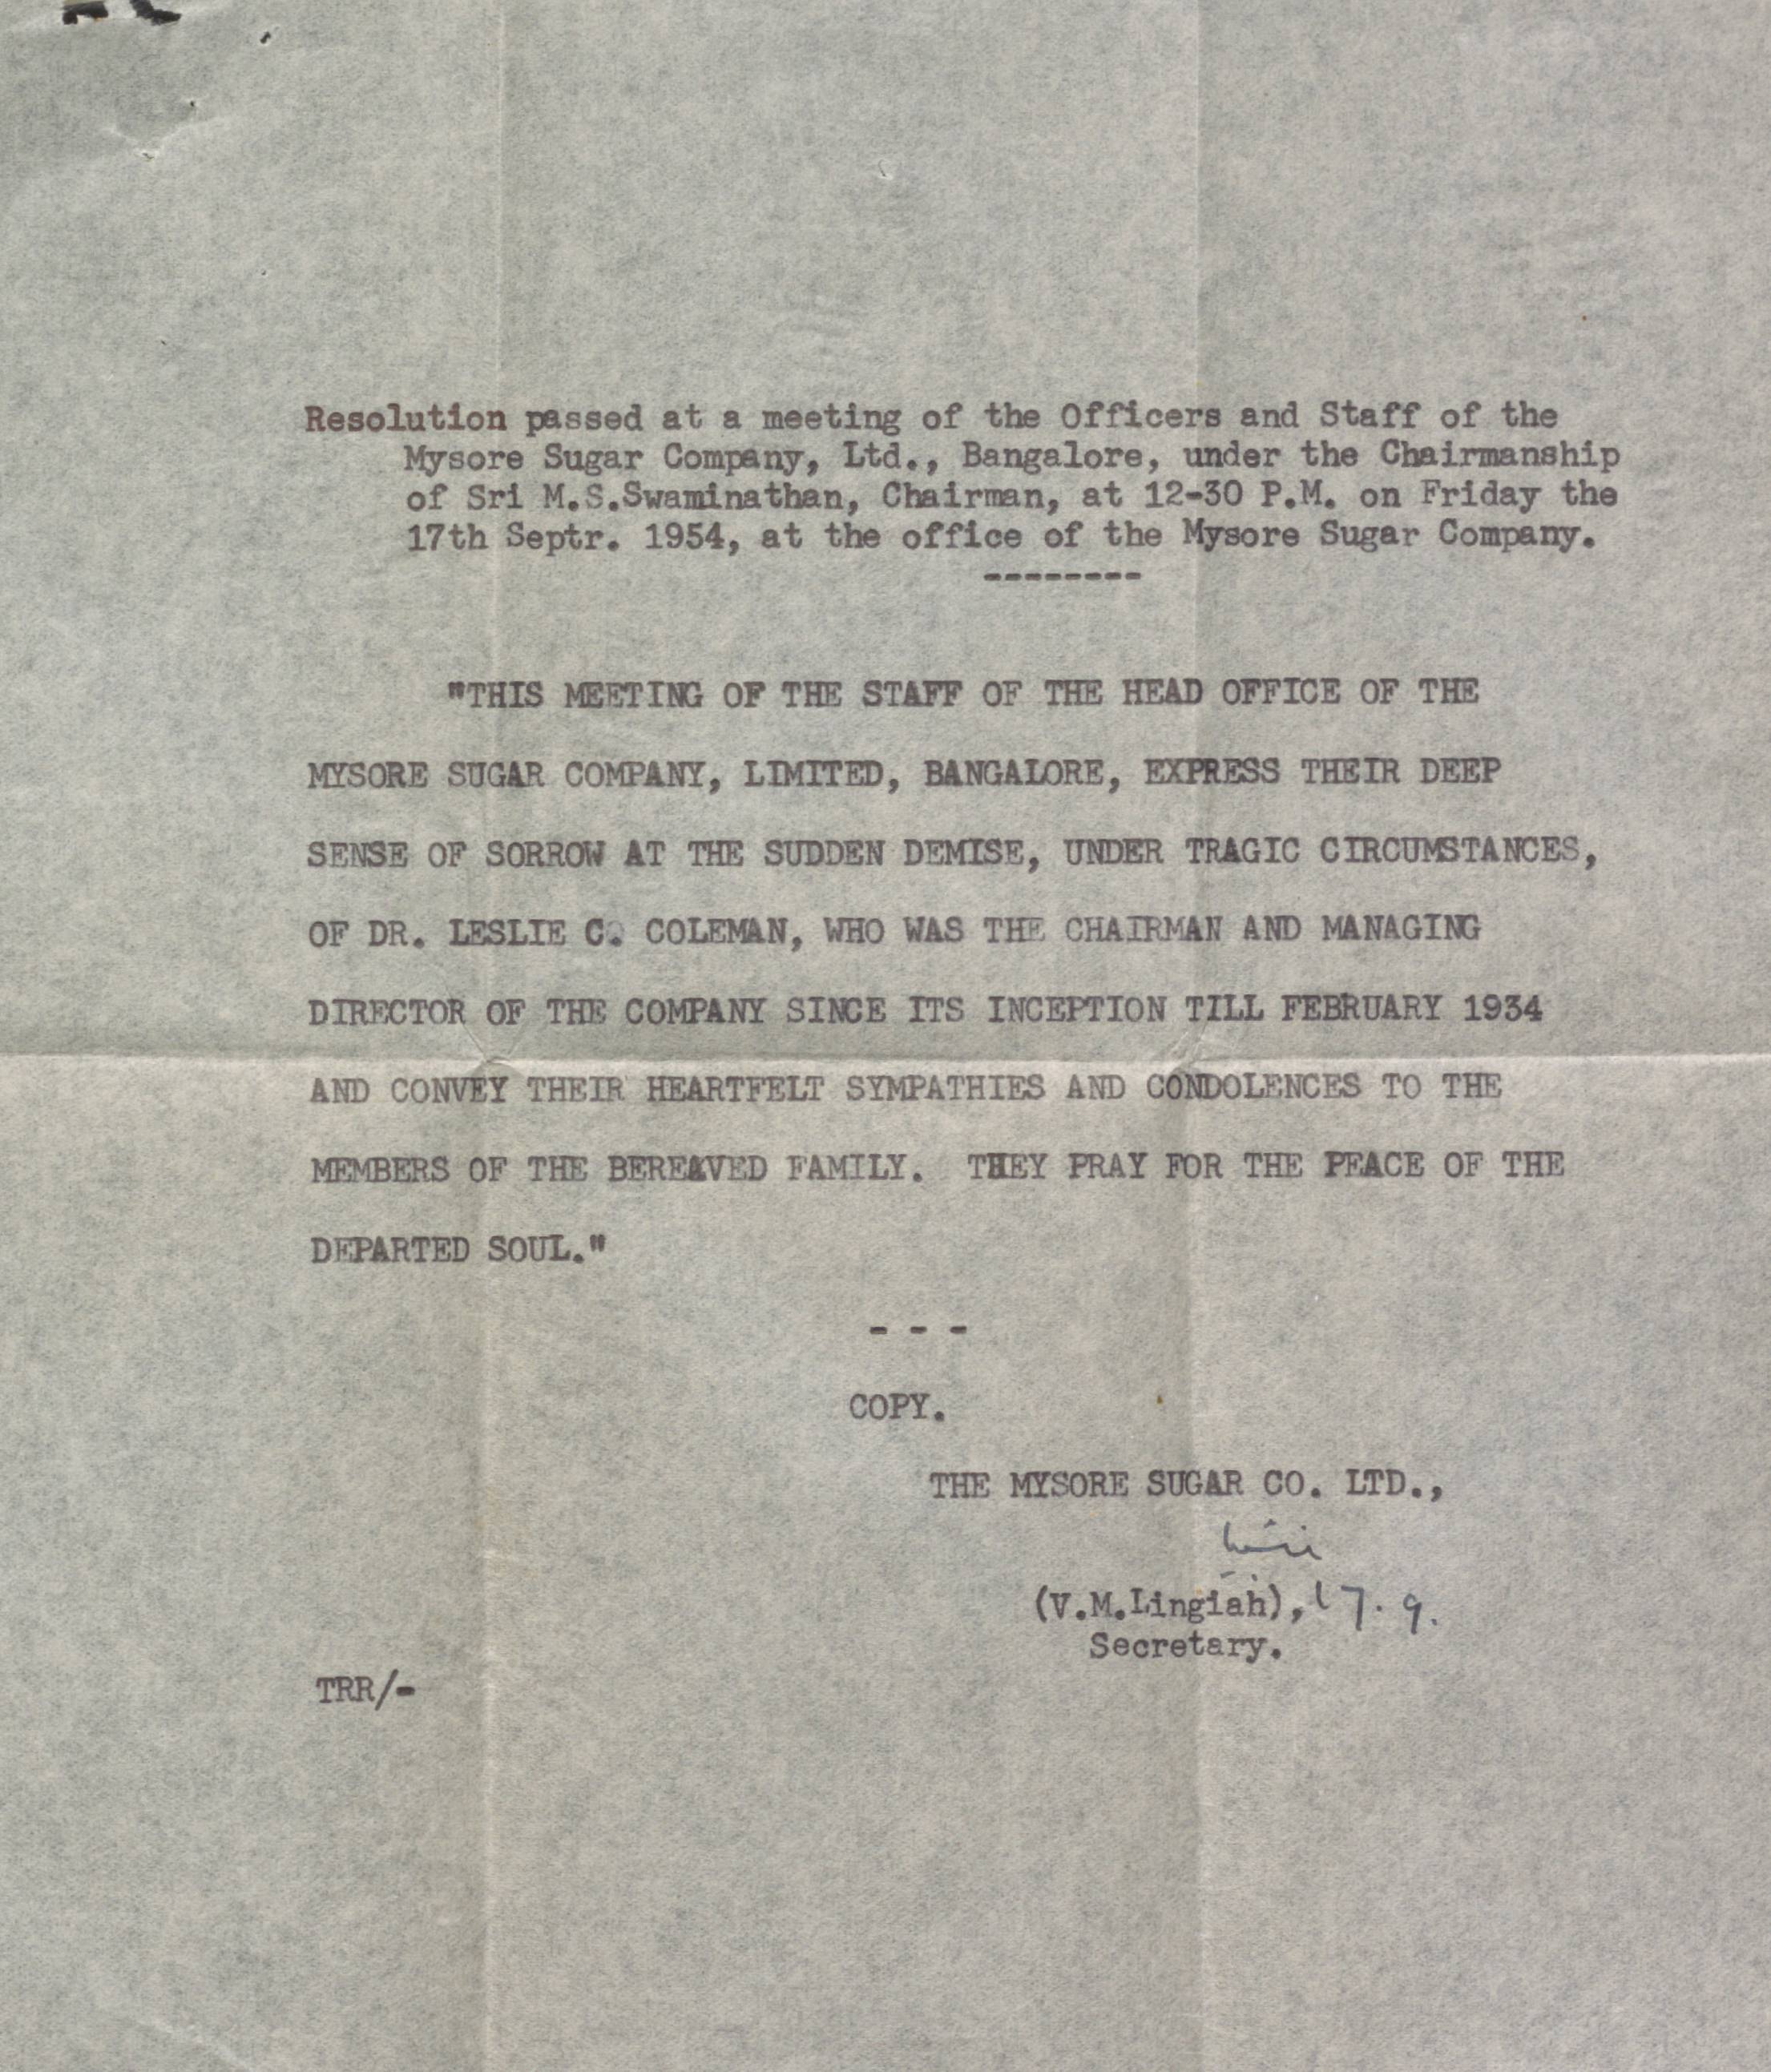 Resolution passed at a meeting of the Officers and Staff of the
Mysore Sugar Company, Ltd., Bangalore, under the Chairmanship
of Sri M.S.Swaminathan, Chairman, at 12-30 P.M. on Friday the
17th Septr. 1954, at the office of the Mysore Sugar Company.
--------
"THIS MEETING OF THE STAFF OF THE HEAD OFFICE OF THE
MYSORE SUGAR COMPANY, LIMITED, BANGALORE, EXPRESS THEIR DEEP
SENSE OF SORROW AT THE SUDDEN DEMISE, UNDER TRAGIC CIRCUMSTANCES,
OF DR. LESLIE C. COLEMAN, WHO WAS THE CHAIRMAN AND MANAGING
DIRECTOR OF THE COMPANY SINCE ITS INCEPTION TILL FEBRUARY 1934
AND CONVEY THEIR HEARTFELT SYMPATHIES AND CONDOLENCES TO THE
MEMBERS OF THE BEREAVED FAMILY. THEY PRAY FOR THE PEACE OF THE
DEPARTED SOUL."
- - -
COPY.
THE MYSORE SUGAR CO. LTD.,
(V.M.Lingiah), 17.9.
Secretary.
TRR/-